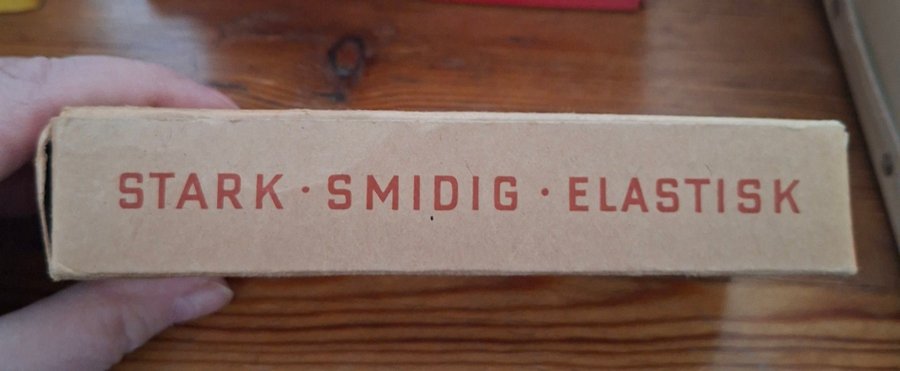 STARK · SMIDIG · ELASTISK